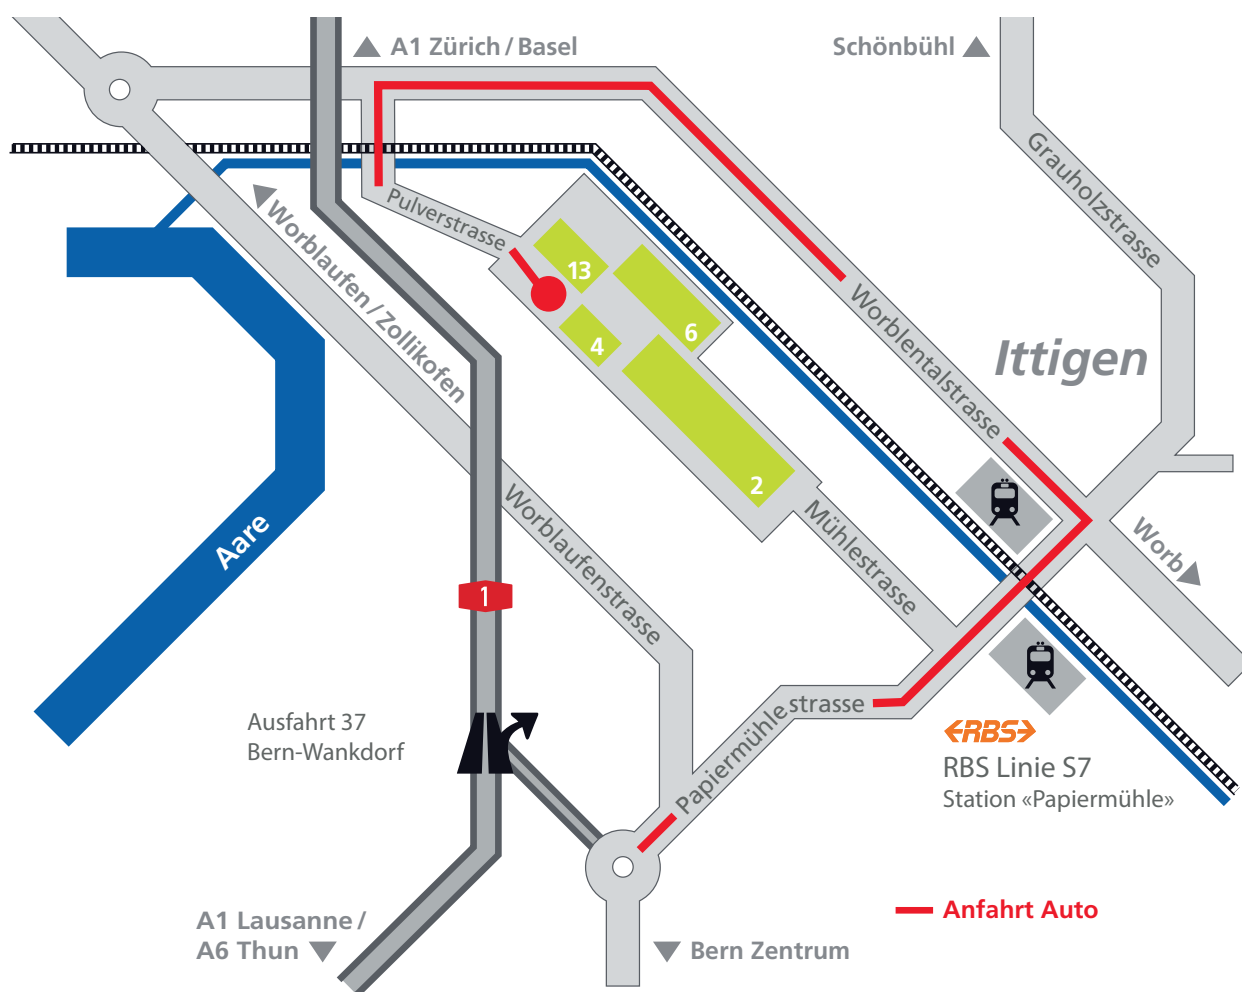 A1 Zürich / Basel
Schönbühl
Grauholzstrasse
Pulverstrasse
Worblaufen / Zollikofen
13
6
4
2
Worblentalstrasse
Ittigen
Aare
Worblaufenstrasse
Mühlestrasse
Worb
1
Ausfahrt 37
Bern-Wankdorf
Papiermühlestrasse
RBS
RBS Linie S7
Station «Papiermühle»
A1 Lausanne /
A6 Thun
Bern Zentrum
Anfahrt Auto